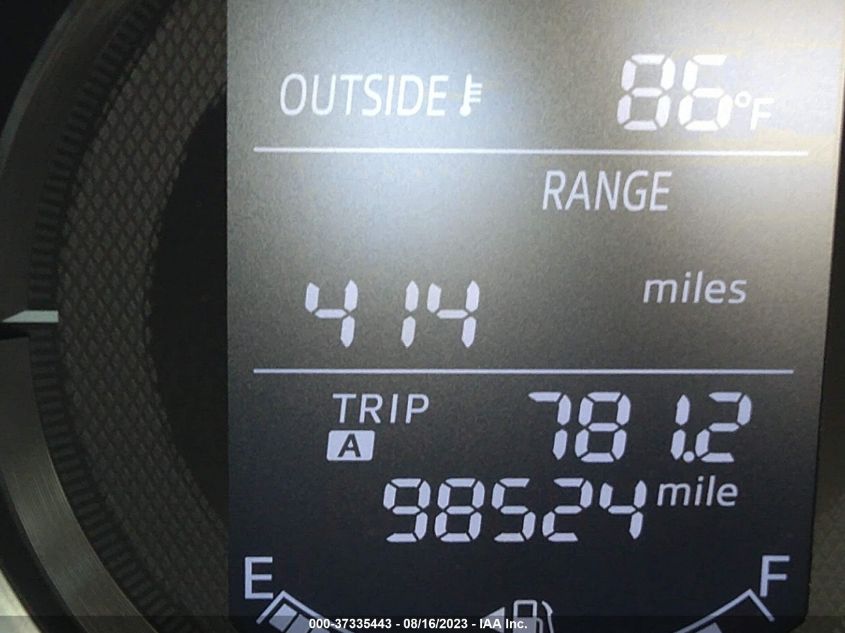 OUTSIDE 86°F
RANGE
414 miles
TRIP A 781.2
98524 mile
E F
000-37335443 - 08/16/2023 - IAA Inc.